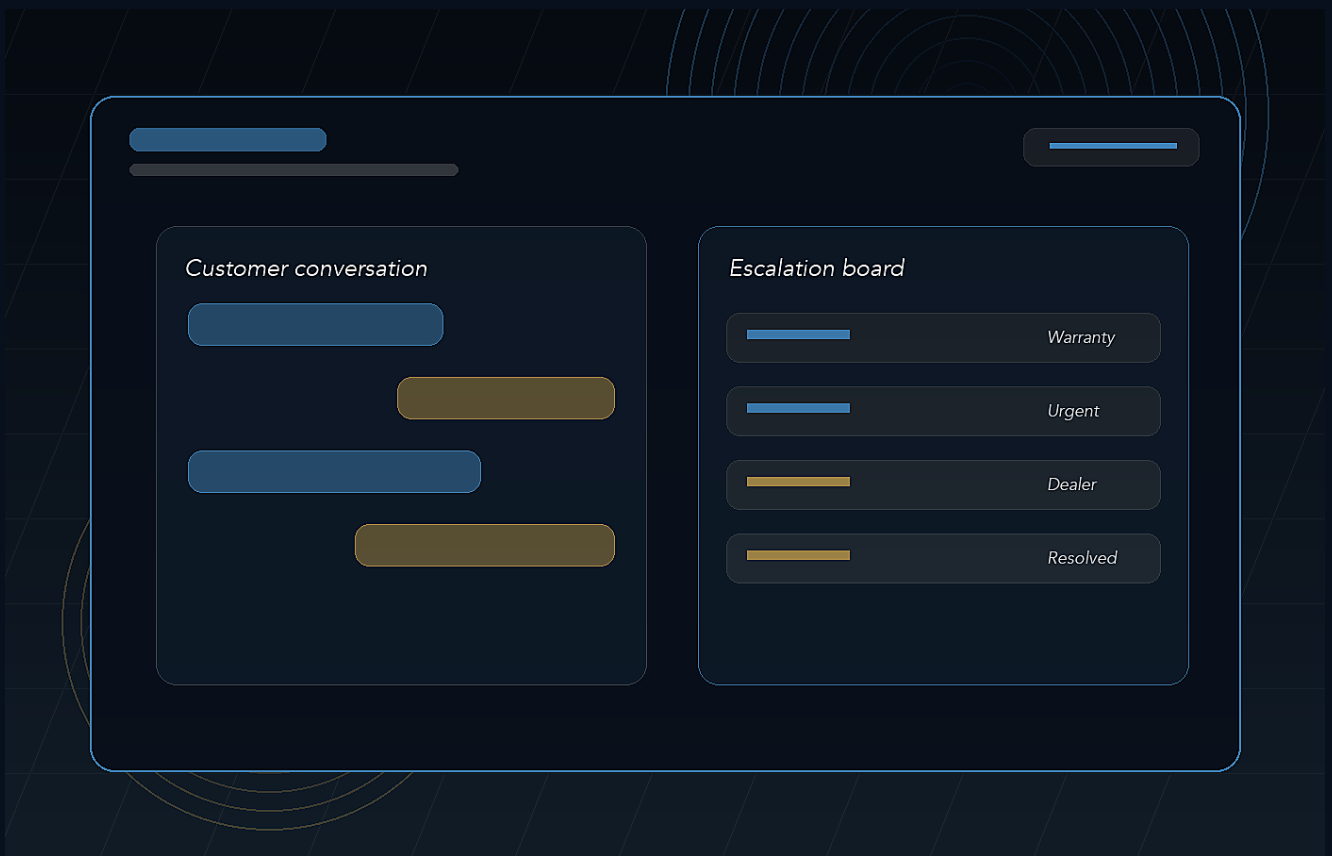 Customer conversation
Escalation board
Warranty
Urgent
Dealer
Resolved